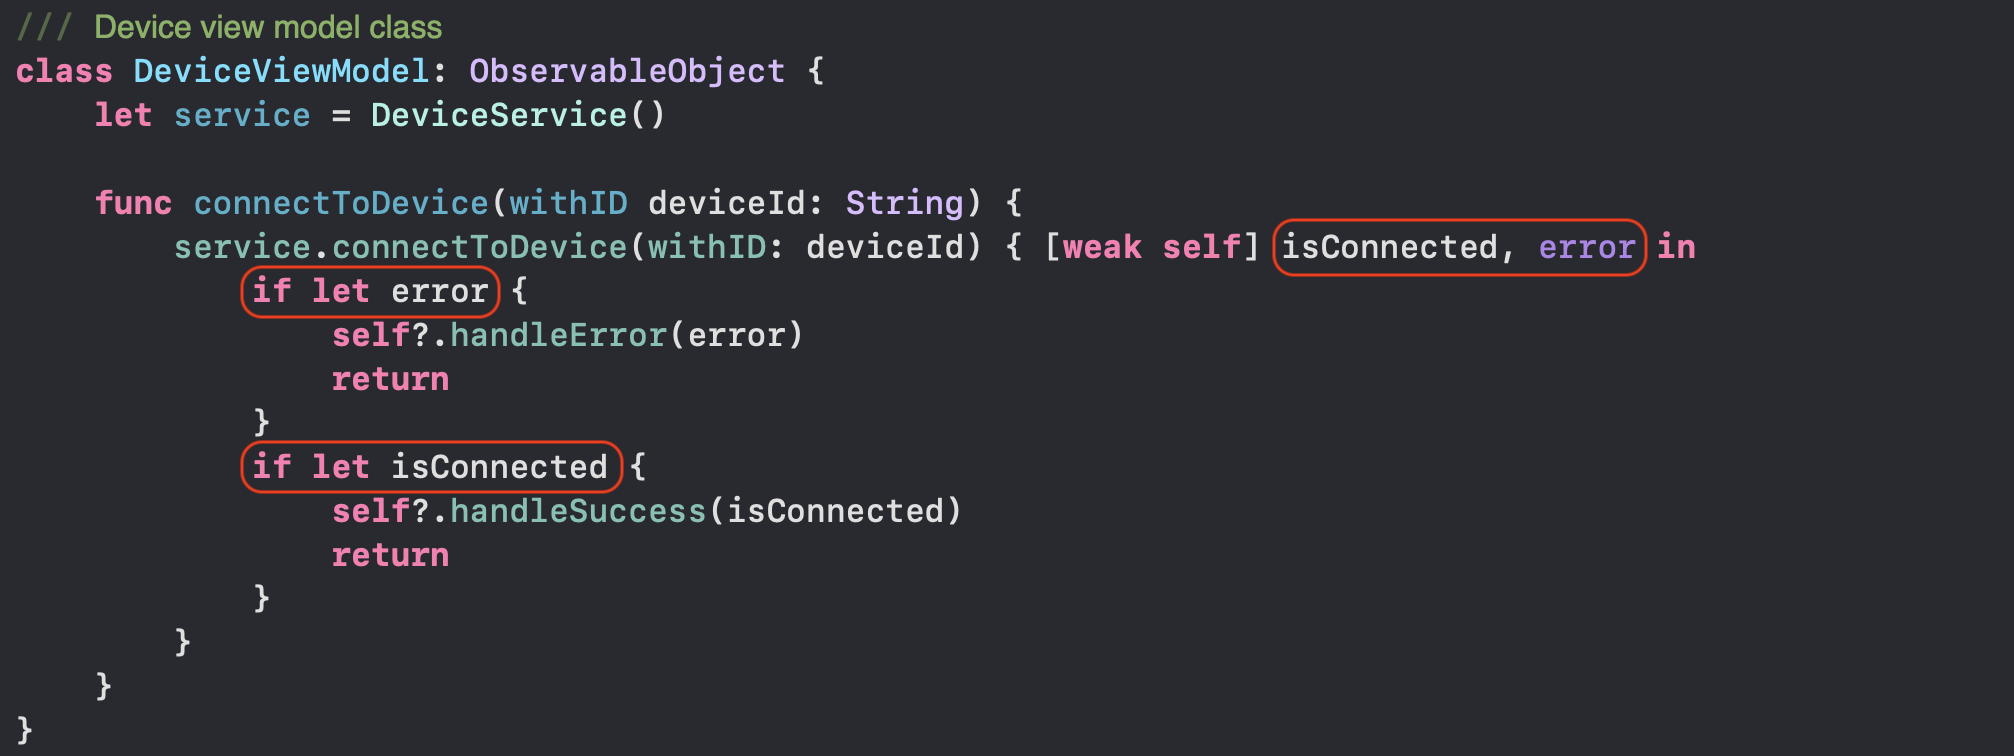 /// Device view model class
class DeviceViewModel: ObservableObject {
    let service = DeviceService()

    func connectToDevice(withID deviceId: String) {
        service.connectToDevice(withID: deviceId) { [weak self] isConnected, error in
            if let error {
                self?.handleError(error)
                return
            }
            if let isConnected {
                self?.handleSuccess(isConnected)
                return
            }
        }
    }
}